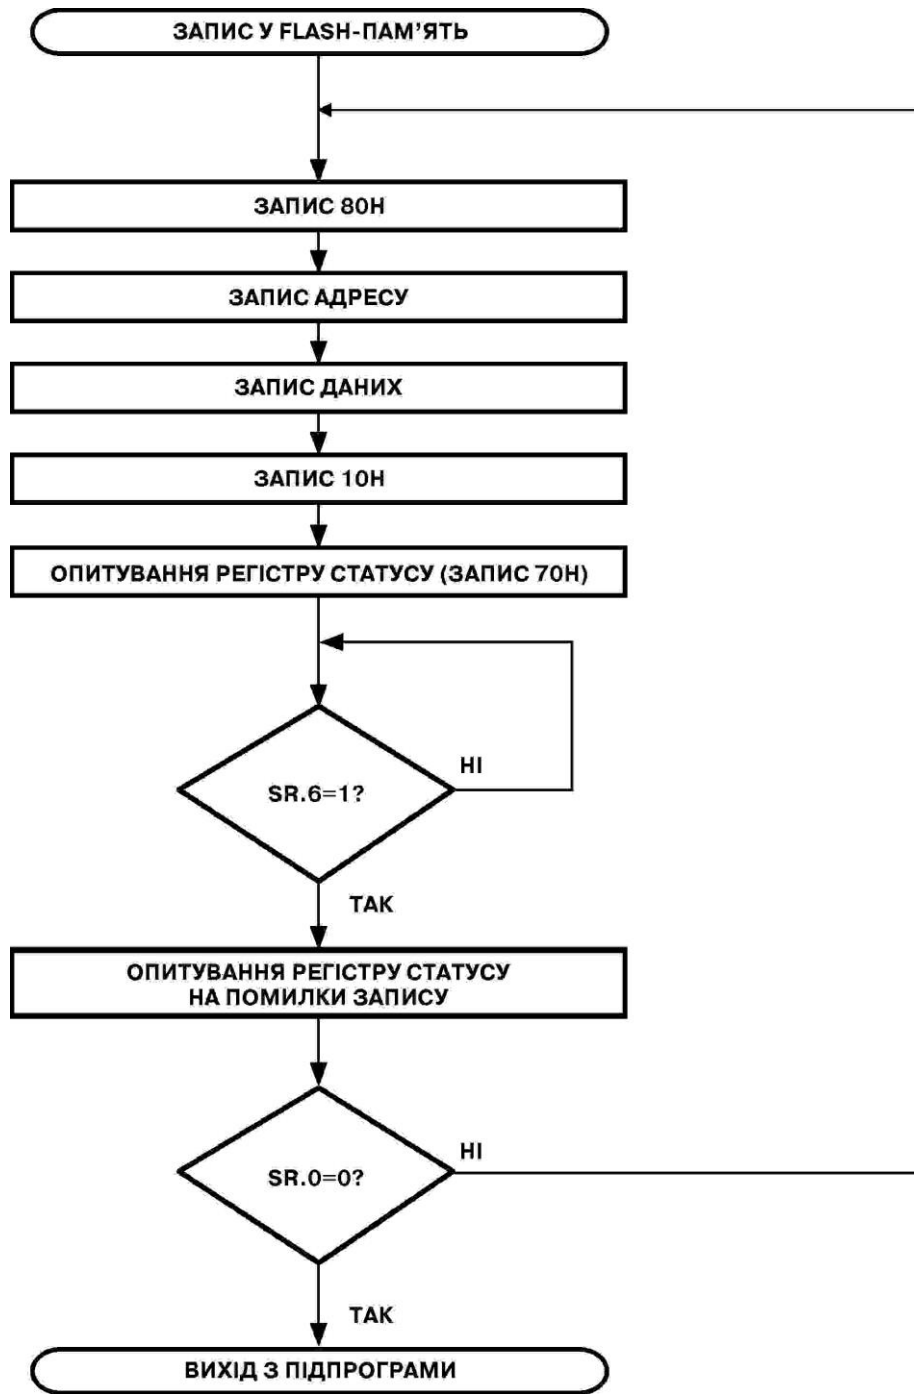 ЗАПИС У FLASH-ПАМ’ЯТЬ
ЗАПИС 80Н
ЗАПИС АДРЕСУ
ЗАПИС ДАНИХ
ЗАПИС 10Н
ОПИТУВАННЯ РЕГІСТРУ СТАТУСУ (ЗАПИС 70Н)
SR.6=1?
НІ
ТАК
ОПИТУВАННЯ РЕГІСТРУ СТАТУСУ
НА ПОМИЛКИ ЗАПИСУ
SR.0=0?
НІ
ТАК
ВИХІД З ПІДПРОГРАМИ